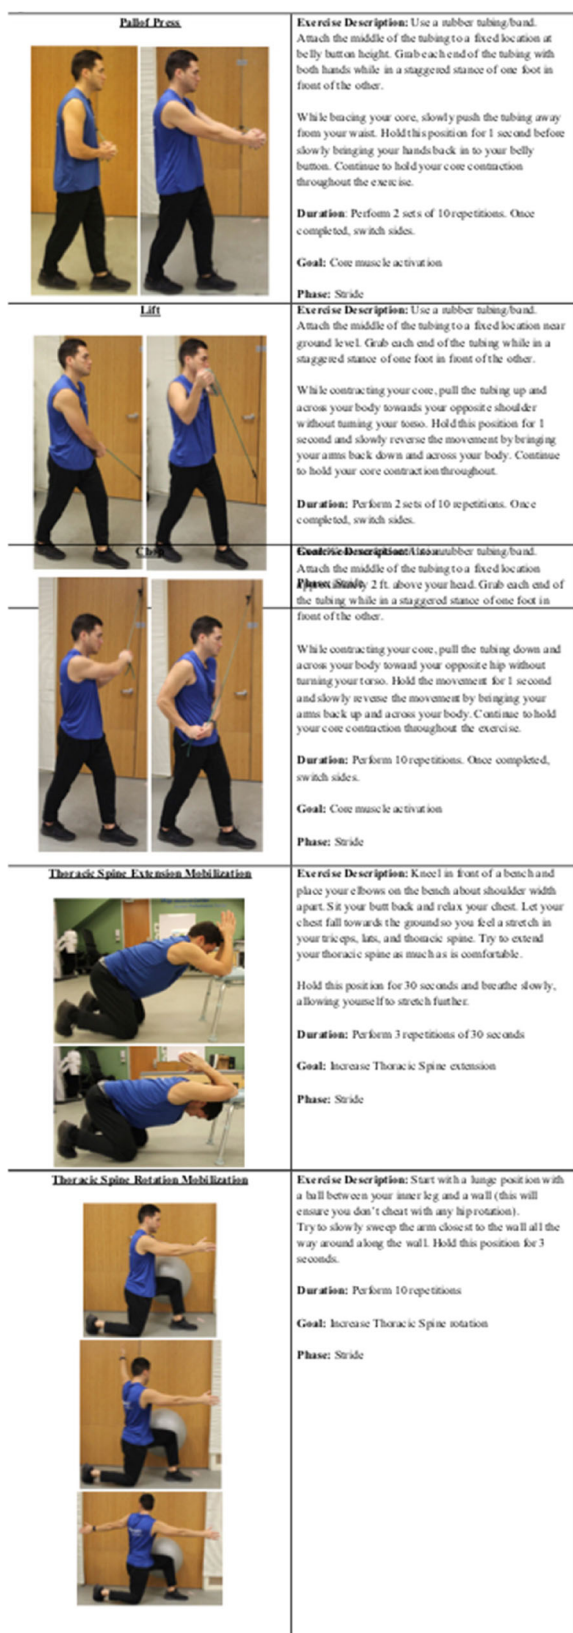 Pallof Press
Exercise Description: Use a rubber tubing/band.
Attach the middle of the tubing to a fixed location at
belly button height. Grab each end of the tubing with
both hands while in a staggered stance of one foot in
front of the other.
While bracing your core, slowly push the tubing away
from your waist. Hold this position for 1 second before
slowly bringing your hands back in to your belly
button. Continue to hold your core contraction
throughout the exercise.
Duration: Perform 2 sets of 10 repetitions. Once
completed, switch sides.
Goal: Core muscle activation
Phase: Stride
Lift
Exercise Description: Use a rubber tubing/band.
Attach the middle of the tubing to a fixed location near
ground level. Grab each end of the tubing while in a
staggered stance of one foot in front of the other.
While contracting your core, pull the tubing up and
across your body towards your opposite shoulder
without turning your torso. Hold this position for 1
second and slowly reverse the movement by bringing
your arms back down and across your body. Continue
to hold your core contraction throughout.
Duration: Perform 2 sets of 10 repetitions. Once
completed, switch sides.
Chop
rubber tubing/band.
Attach the middle of the tubing to a fixed location
2 ft. above your head. Grab each end of
the tubing while in a staggered stance of one foot in
front of the other.
While contracting your core, pull the tubing down and
across your body toward your opposite hip without
turning your torso. Hold the movement for 1 second
and slowly reverse the movement by bringing your
arms back up and across your body. Continue to hold
your core contraction throughout the exercise.
Duration: Perform 10 repetitions. Once completed,
switch sides.
Goal: Core muscle activation
Phase: Stride
Thoracic Spine Extension Mobilization
Exercise Description: Kneel in front of a bench and
place your elbows on the bench about shoulder width
apart. Sit your butt back and relax your chest. Let your
chest fall towards the ground so you feel a stretch in
your triceps, lats, and thoracic spine. Try to extend
your thoracic spine as much as is comfortable.
Hold this position for 30 seconds and breathe slowly,
allowing yourself to stretch further.
Duration: Perform 3 repetitions of 30 seconds
Goal: Increase Thoracic Spine extension
Phase: Stride
Thoracic Spine Rotation Mobilization
Exercise Description: Start with a lunge position with
a ball between your inner leg and a wall (this will
ensure you don't cheat with any hip rotation).
Try to slowly sweep the arm closest to the wall all the
way around along the wall. Hold this position for 3
seconds.
Duration: Perform 10 repetitions
Goal: Increase Thoracic Spine rotation
Phase: Stride